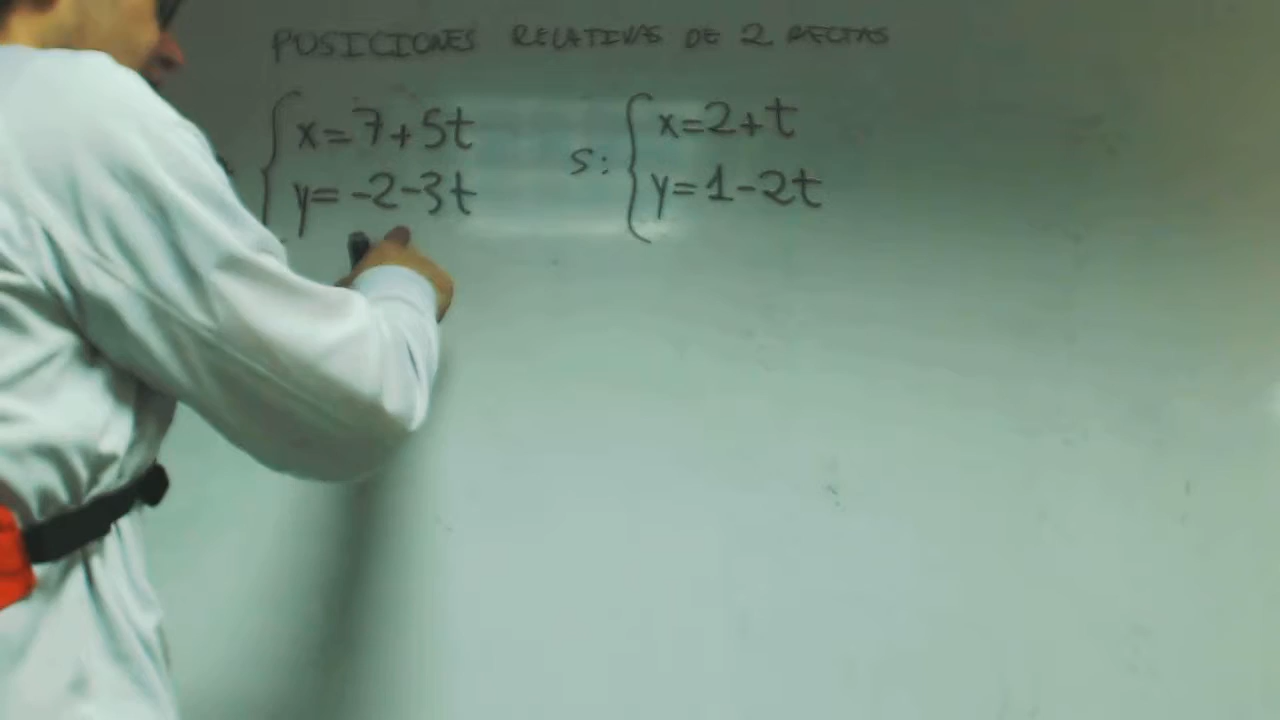 POSICIONES RELATIVAS DE 2 RECTAS
x=7+5t
y=-2-3t
s: x=2+t
y=1-2t